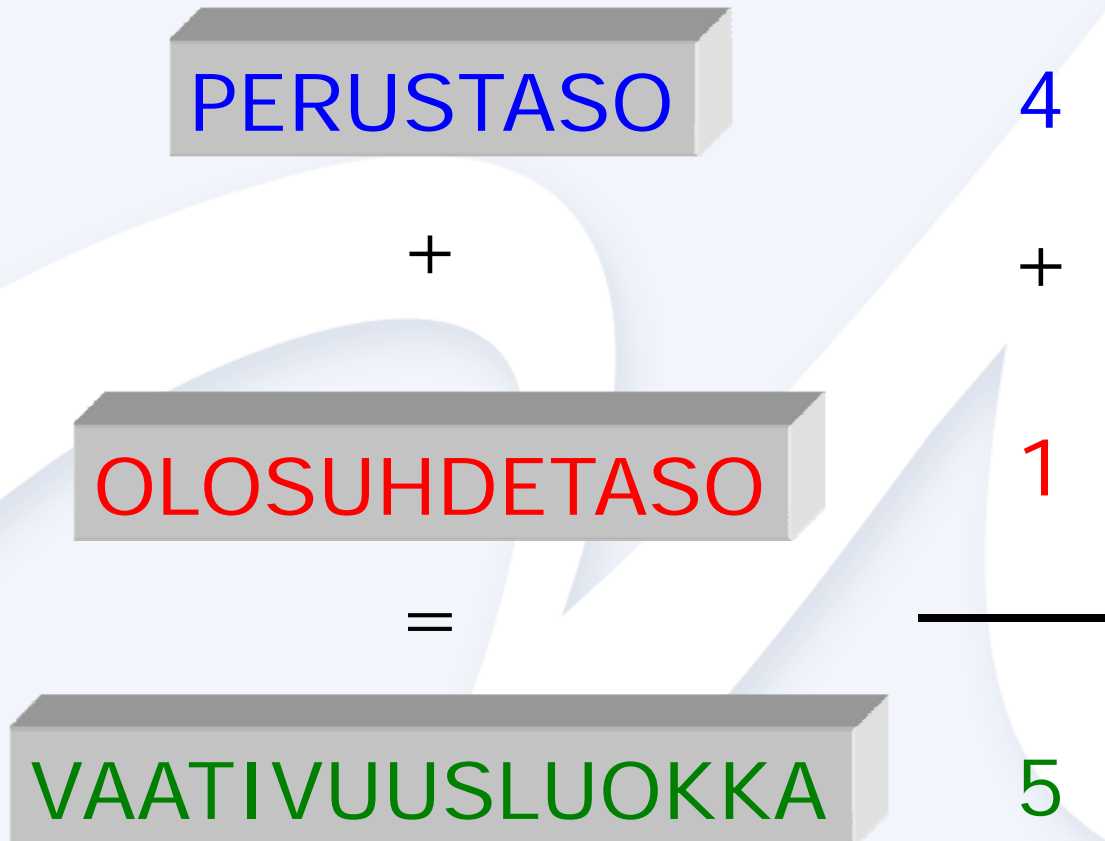 PERUSTASO 4
+ +
OLOSUHDETASO 1
=
VAATIVUUSLUOKKA 5